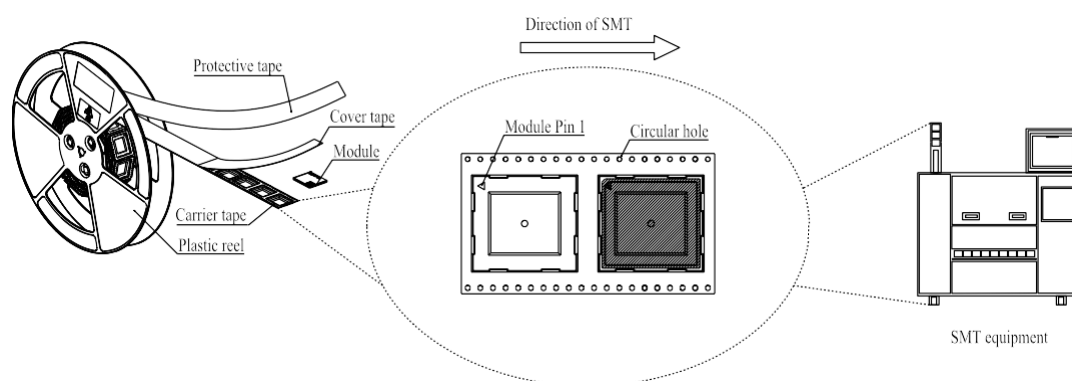 Direction of SMT
Protective tape
Cover tape
Module
Carrier tape
Plastic reel
Module Pin 1
Circular hole
SMT equipment